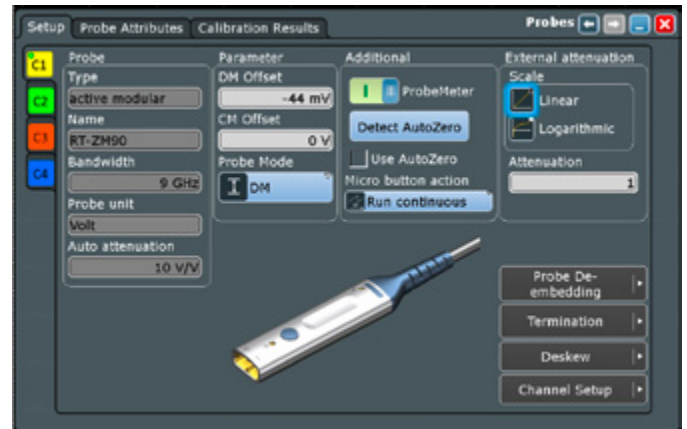 Setup
Probe Attributes
Calibration Results
Probes
C1
C2
C3
C4
Probe
Type
active modular
Name
RT-ZM90
Bandwidth
9 GHz
Probe unit
Volt
Auto attenuation
10 V/V
Parameter
DM Offset
-44 mV
CM Offset
0 V
Probe Mode
DM
Additional
ProbeMeter
Detect AutoZero
Use AutoZero
Micro button action
Run continuous
External attenuation
Scale
Linear
Logarithmic
Attenuation
1
Probe De-
embedding
Termination
Deskew
Channel Setup